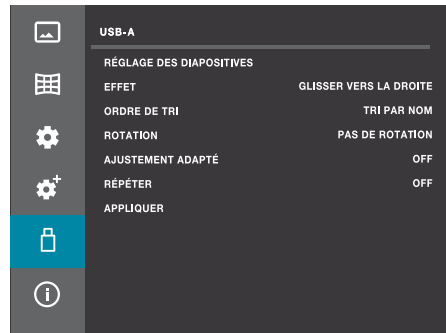 USB-A
RÉGLAGE DES DIAPOSITIVES
EFFET GLISSER VERS LA DROITE
ORDRE DE TRI TRI PAR NOM
ROTATION PAS DE ROTATION
AJUSTEMENT ADAPTÉ OFF
RÉPÉTER OFF
APPLIQUER